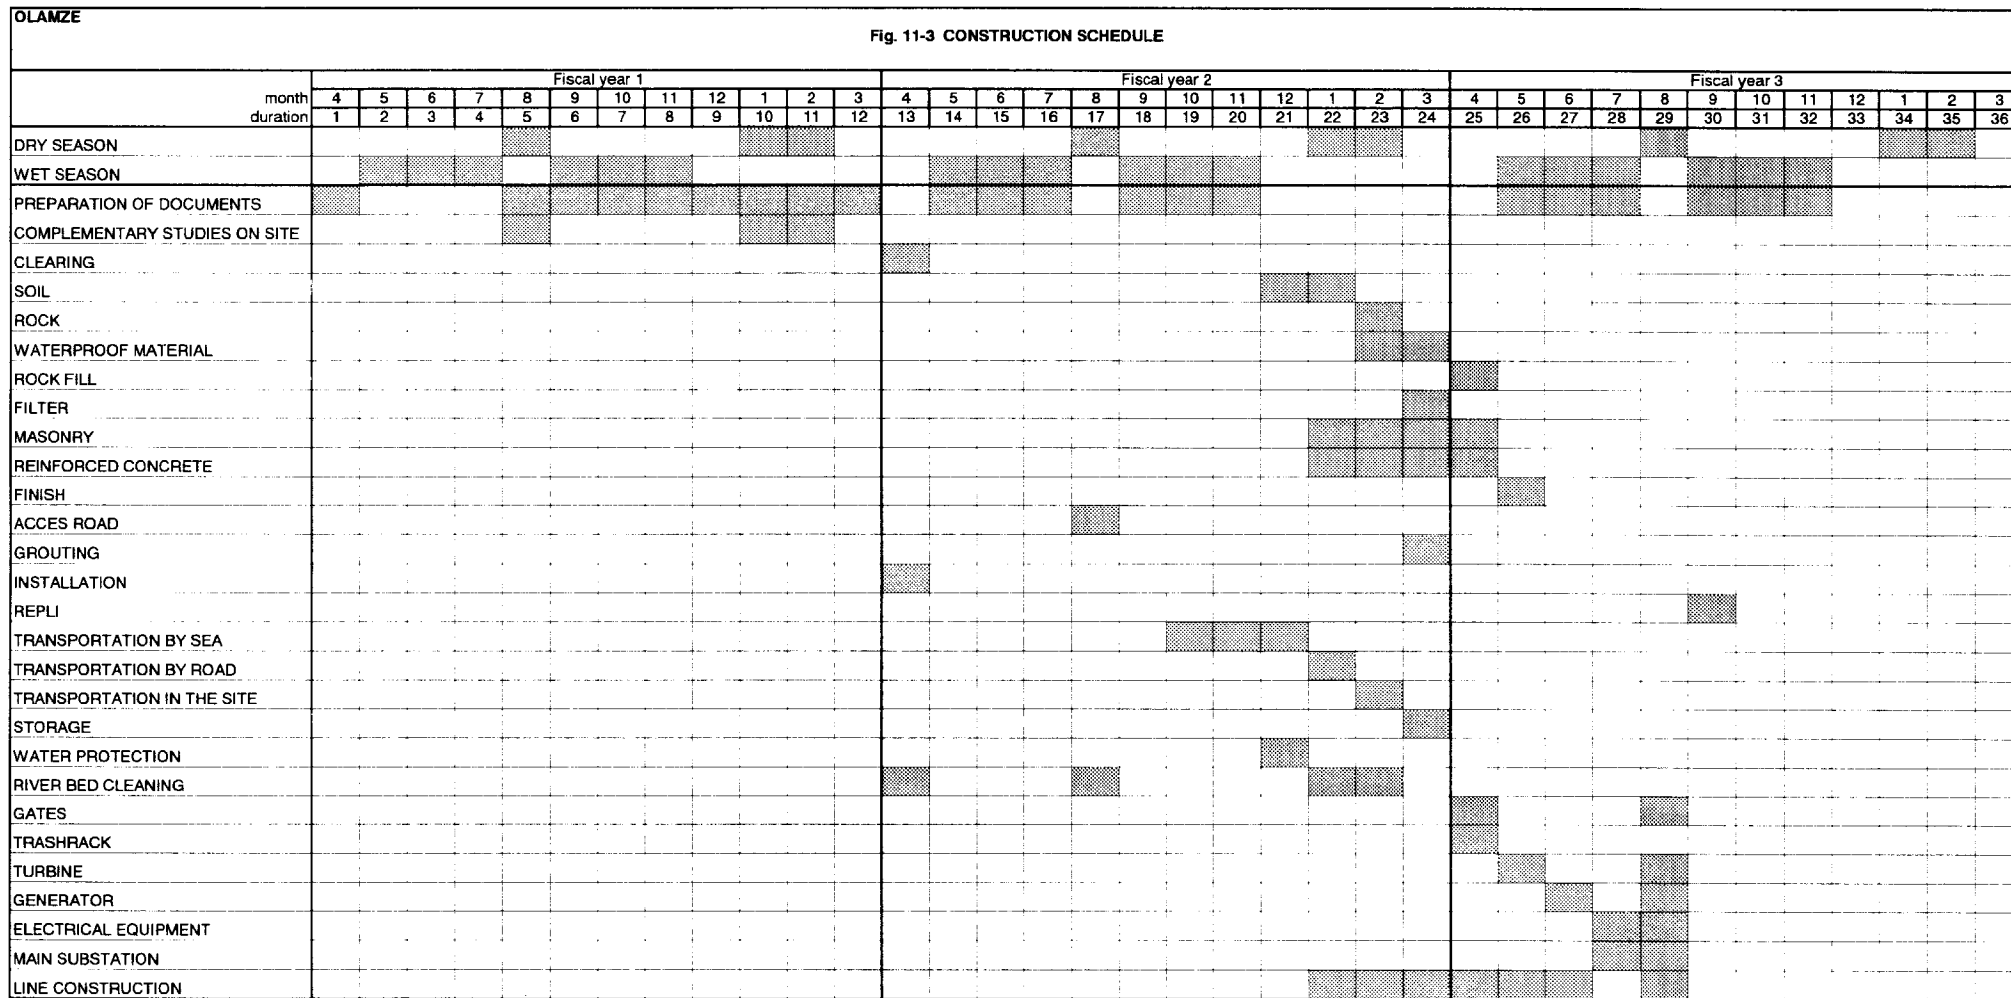 OLAMZE
Fig. 11-3 CONSTRUCTION SCHEDULE
Fiscal year 1 Fiscal year 2 Fiscal year 3
month 4 5 6 7 8 9 10 11 12 1 2 3 4 5 6 7 8 9 10 11 12 1 2 3 4 5 6 7 8 9 10 11 12 1 2 3
duration 1 2 3 4 5 6 7 8 9 10 11 12 13 14 15 16 17 18 19 20 21 22 23 24 25 26 27 28 29 30 31 32 33 34 35 36
DRY SEASON
WET SEASON
PREPARATION OF DOCUMENTS
COMPLEMENTARY STUDIES ON SITE
CLEARING
SOIL
ROCK
WATERPROOF MATERIAL
ROCK FILL
FILTER
MASONRY
REINFORCED CONCRETE
FINISH
ACCES ROAD
GROUTING
INSTALLATION
REPLI
TRANSPORTATION BY SEA
TRANSPORTATION BY ROAD
TRANSPORTATION IN THE SITE
STORAGE
WATER PROTECTION
RIVER BED CLEANING
GATES
TRASHRACK
TURBINE
GENERATOR
ELECTRICAL EQUIPMENT
MAIN SUBSTATION
LINE CONSTRUCTION